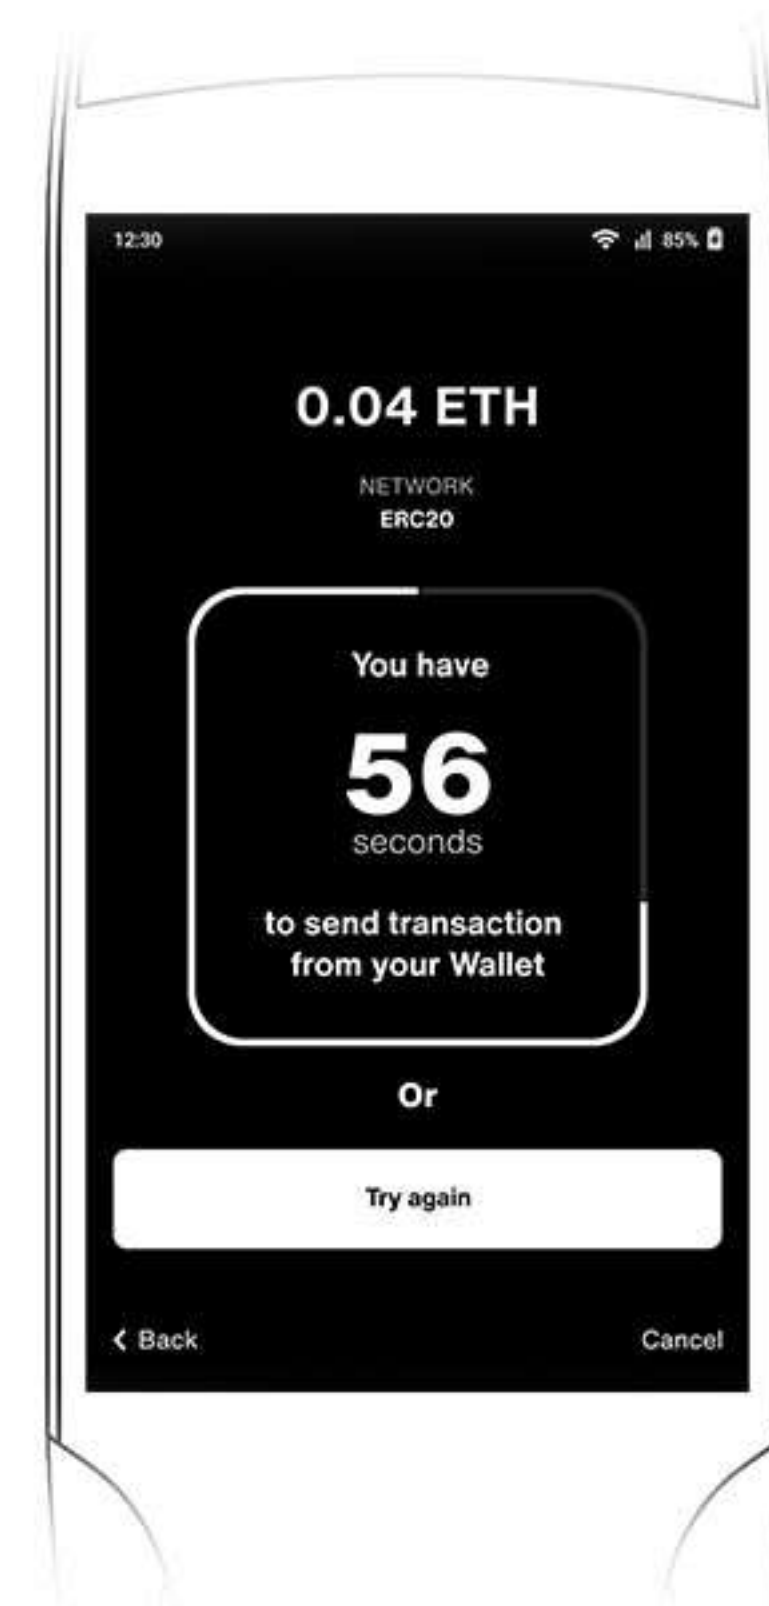 12:30
85%
0.04 ETH
NETWORK
ERC20
You have
56
seconds
to send transaction
from your Wallet
Or
Try again
Back
Cancel